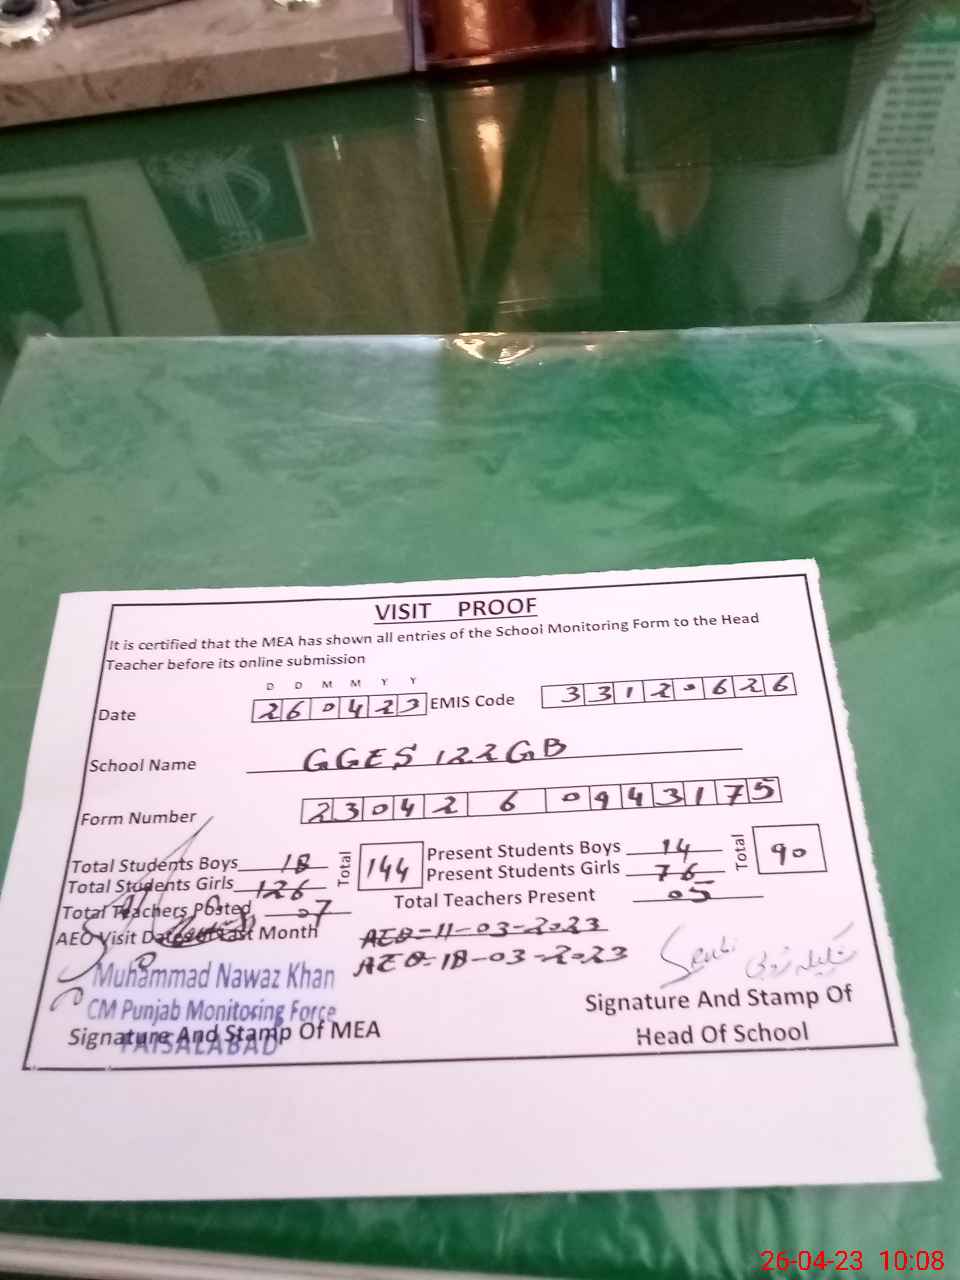 VISIT PROOF
It is certified that the MEA has shown all entries of the School Monitoring Form to the Head
Teacher before its online submission
D D M M Y Y
Date 260423 EMIS Code 33120626
School Name GGES 122GB
Form Number 2304260943175
Total Students Boys 18 Total 144 Present Students Boys 14 Total 90
Total Students Girls 126 Present Students Girls 76
Total Teachers Posted 07 Total Teachers Present 05
AEO Visit Dates of Last Month AEO-11-03-2023
AEO-18-03-2023
Muhammad Nawaz Khan
CM Punjab Monitoring Force
FAISALABAD
Signature And Stamp Of MEA
Signature And Stamp Of
Head Of School
26-04-23 10:08